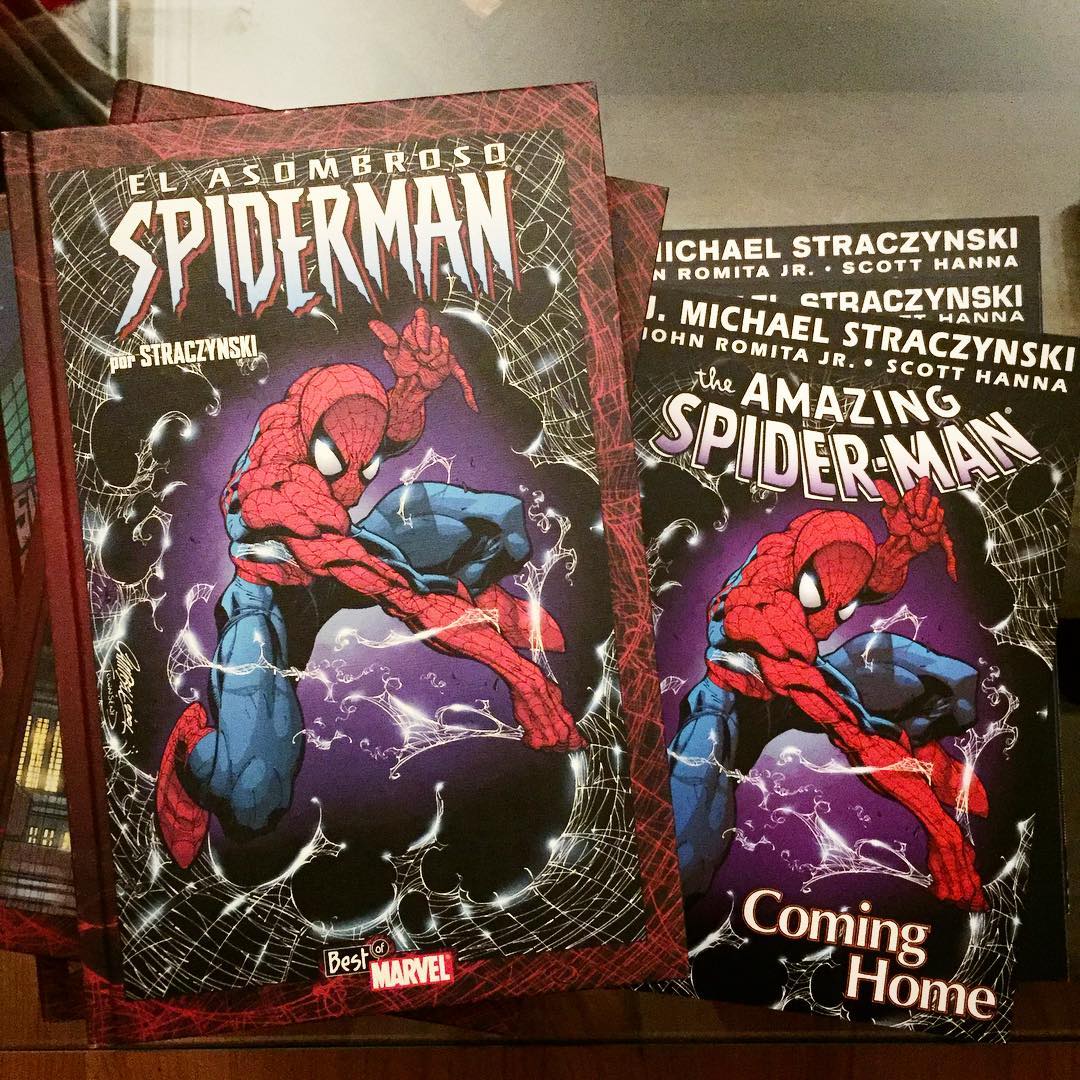 EL ASOMBROSO
SPIDERMAN
por STRACZYNSKI
Best of
MARVEL
MICHAEL STRACZYNSKI
JOHN ROMITA JR. • SCOTT HANNA
STRACZYNSKI
HANNA
J. MICHAEL STRACZYNSKI
JOHN ROMITA JR. • SCOTT HANNA
the AMAZING
SPIDER-MAN
Coming
Home